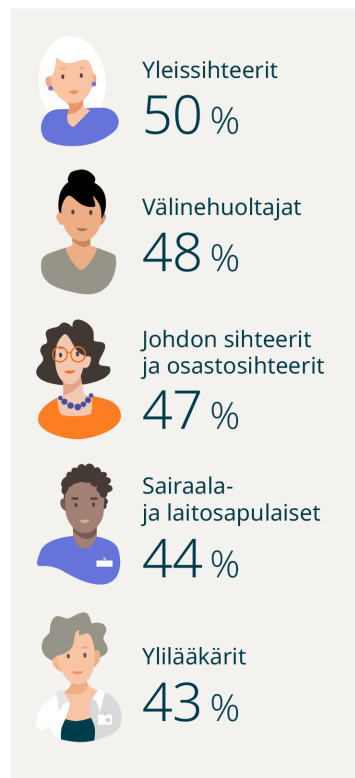 Yleissihteerit
50 %
Välinehuoltajat
48 %
Johdon sihteerit
ja osastosihteerit
47 %
Sairaala-
ja laitosapulaiset
44 %
Ylilääkärit
43 %